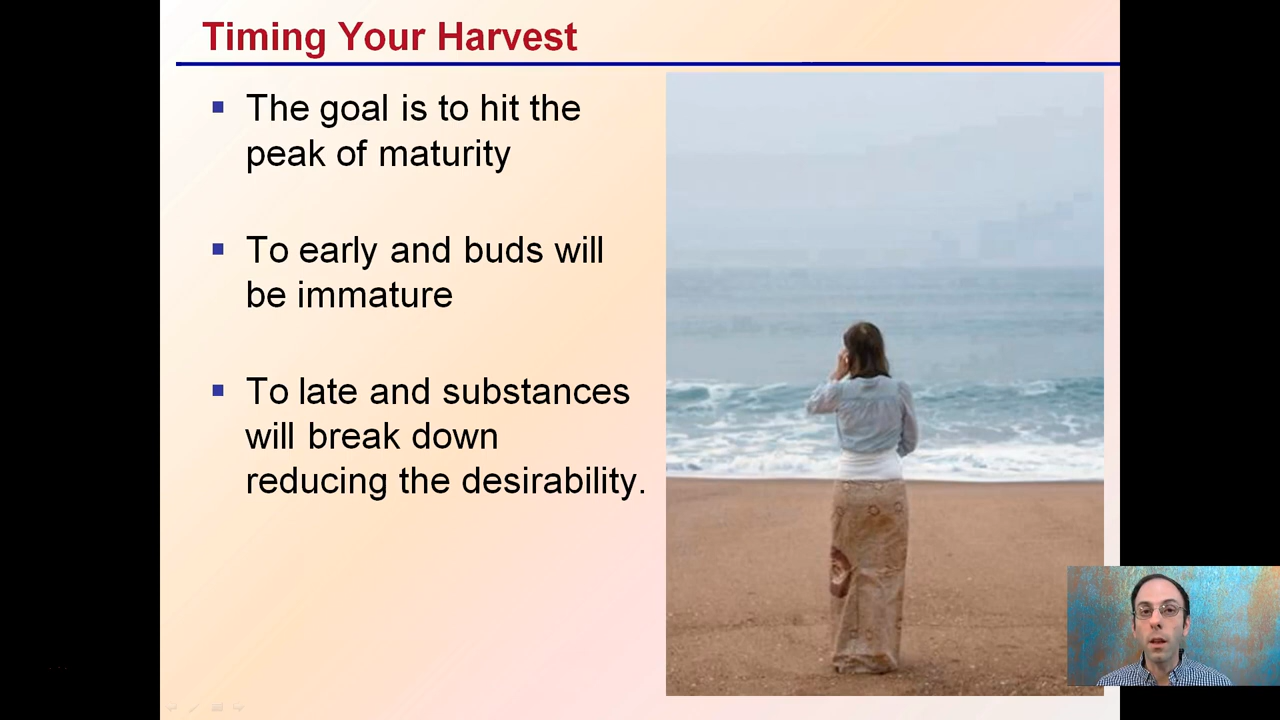 Timing Your Harvest
The goal is to hit the
peak of maturity
To early and buds will
be immature
To late and substances
will break down
reducing the desirability.